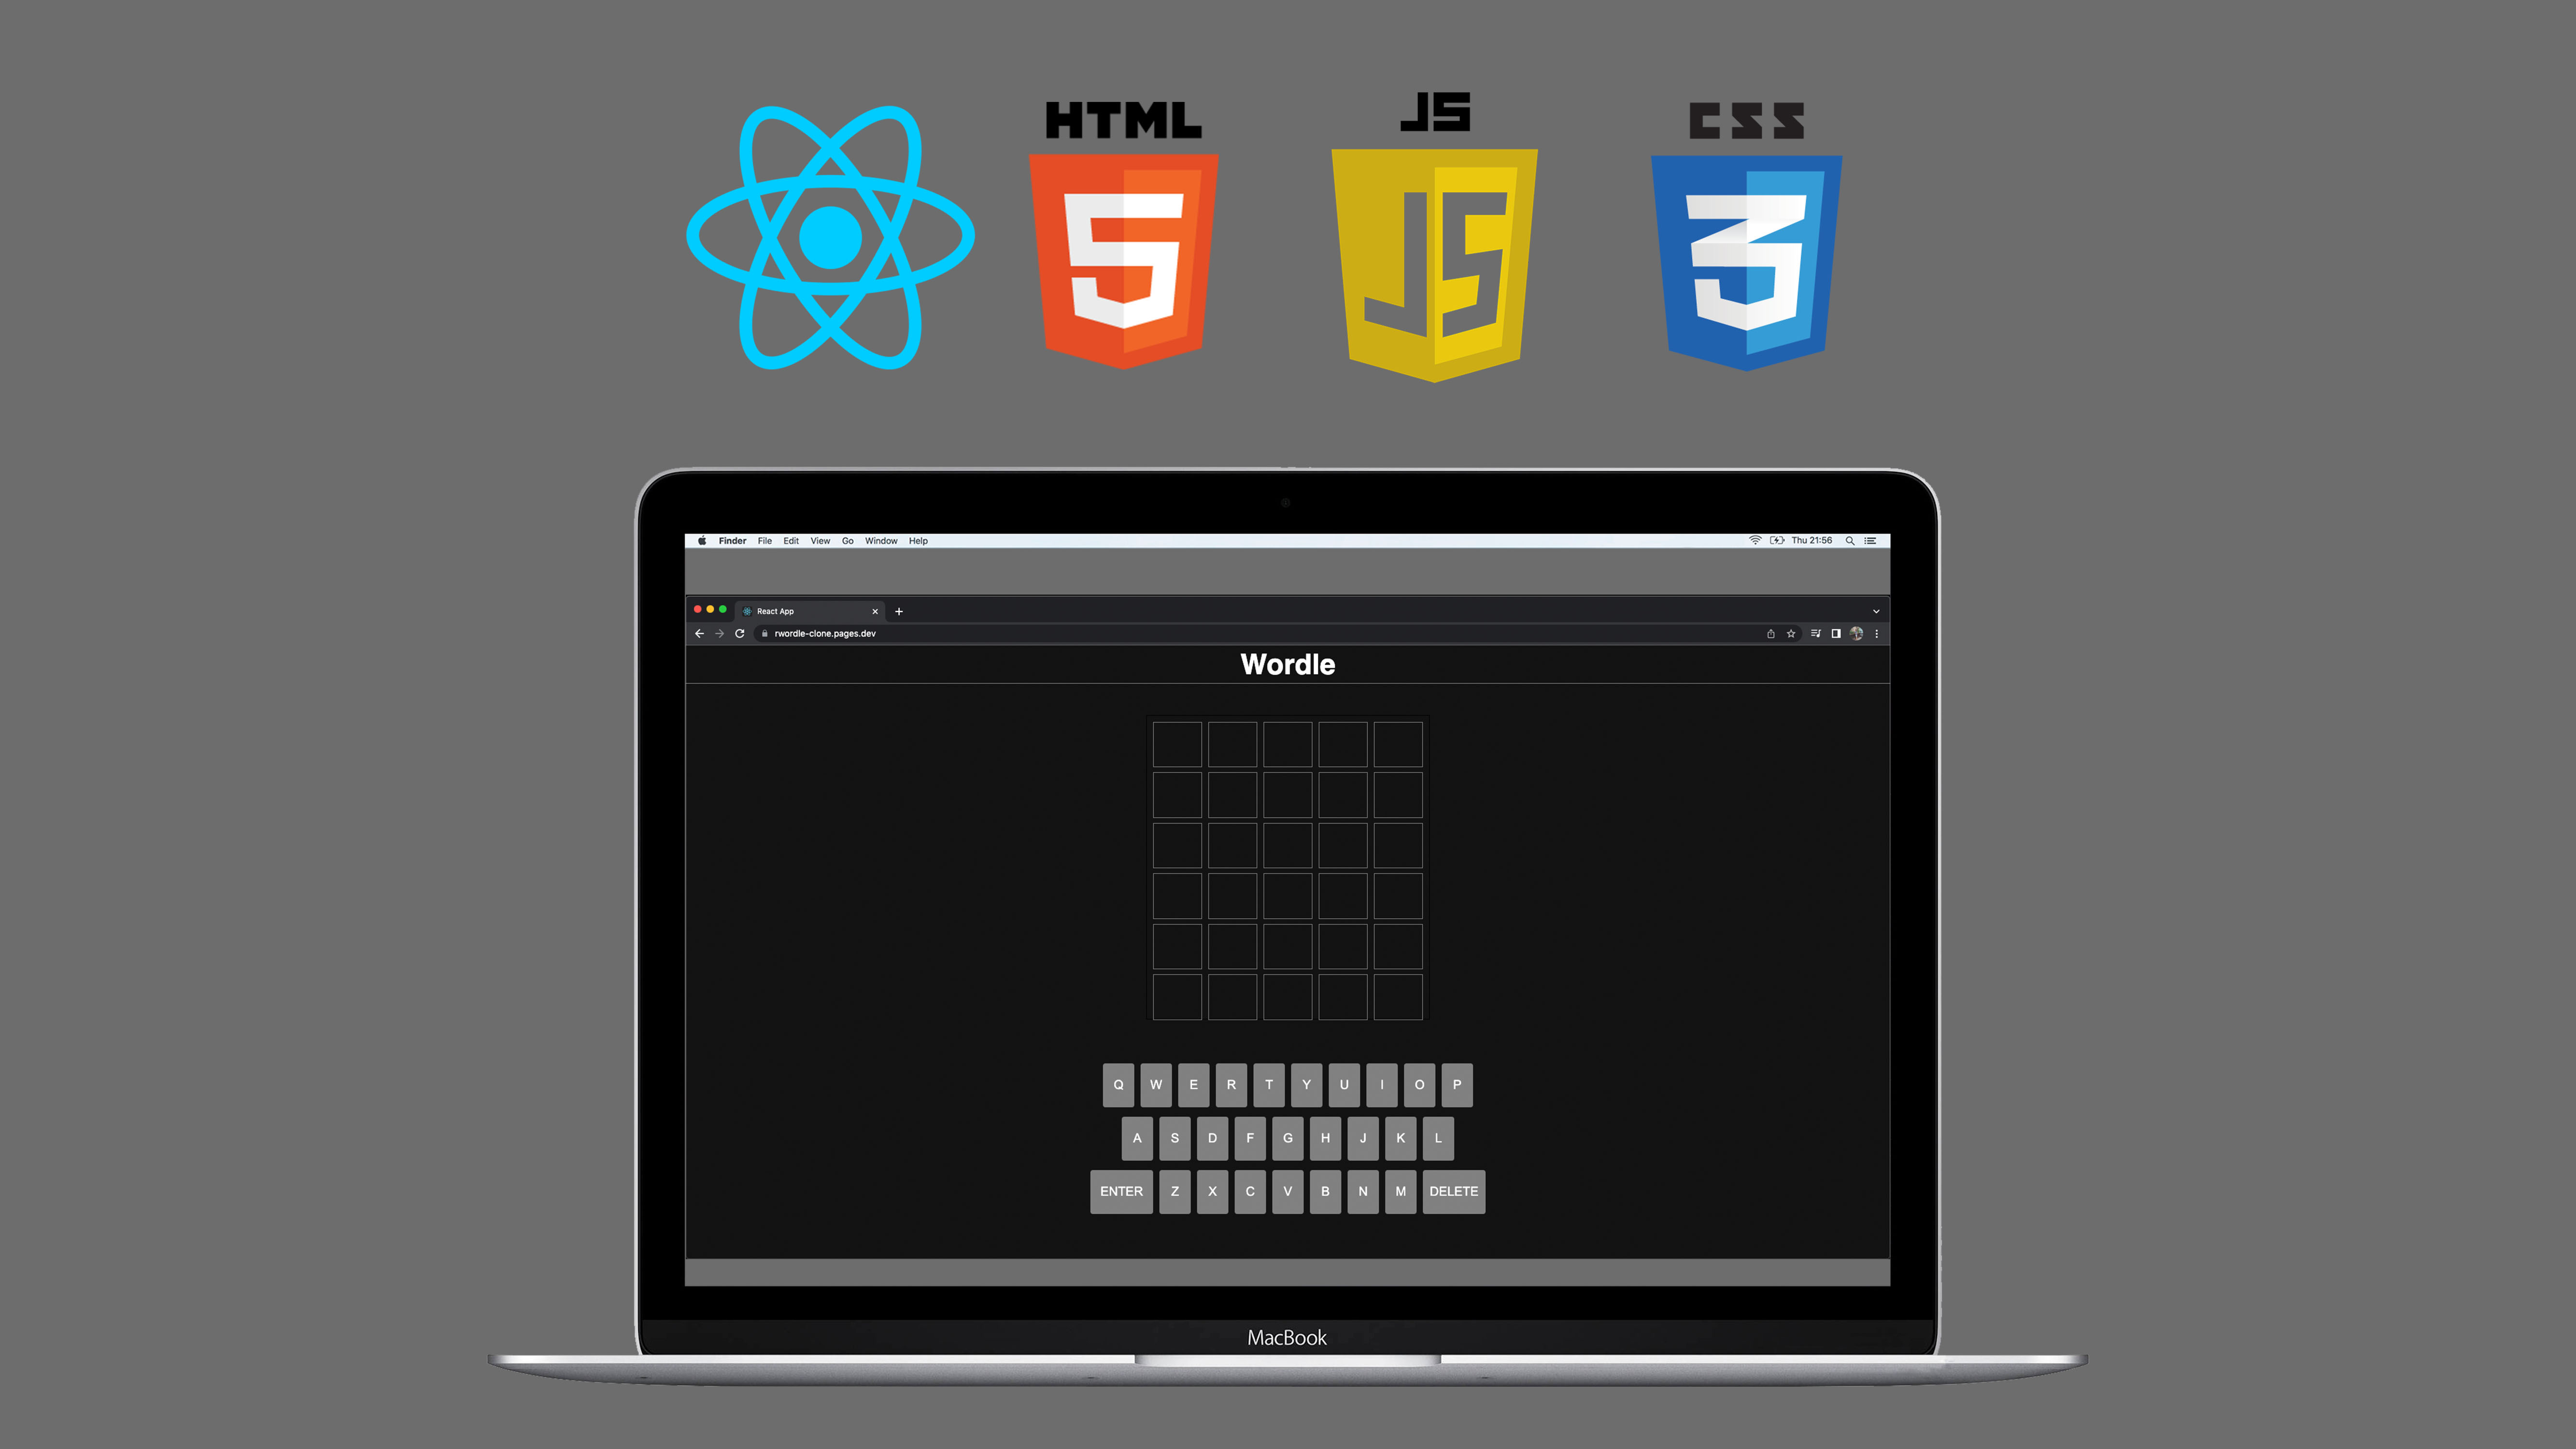 HTML JS CSS
Finder File Edit View Go Window Help Thu 21:56
React App
rwordle-clone.pages.dev
Wordle
Q W E R T Y U I O P
A S D F G H J K L
ENTER Z X C V B N M DELETE
MacBook